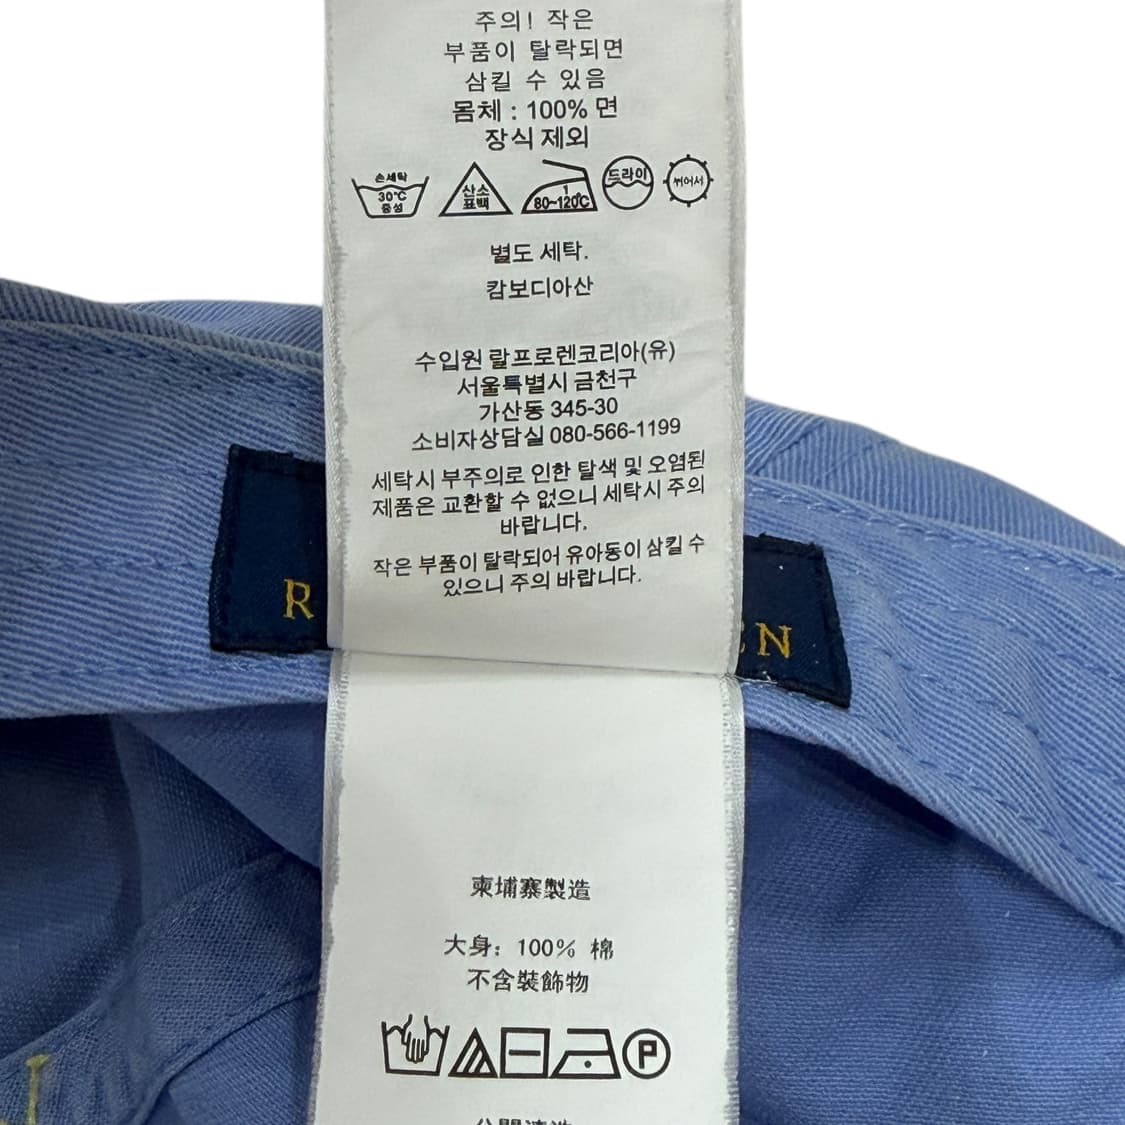 주의! 작은
부품이 탈락되면
삼킬 수 있음
몸체 : 100% 면
장식 제외
손세탁
30℃
중성
산소
표백
1
80~120℃
드라이
뉘어서
별도 세탁.
캄보디아산
수입원 랄프로렌코리아(유)
서울특별시 금천구
가산동 345-30
소비자상담실 080-566-1199
세탁시 부주의로 인한 탈색 및 오염된
제품은 교환할 수 없으니 세탁시 주의
바랍니다.
작은 부품이 탈락되어 유아동이 삼킬 수
있으니 주의 바랍니다.
R
EN
柬埔寨製造
大身: 100% 棉
不含裝飾物
P